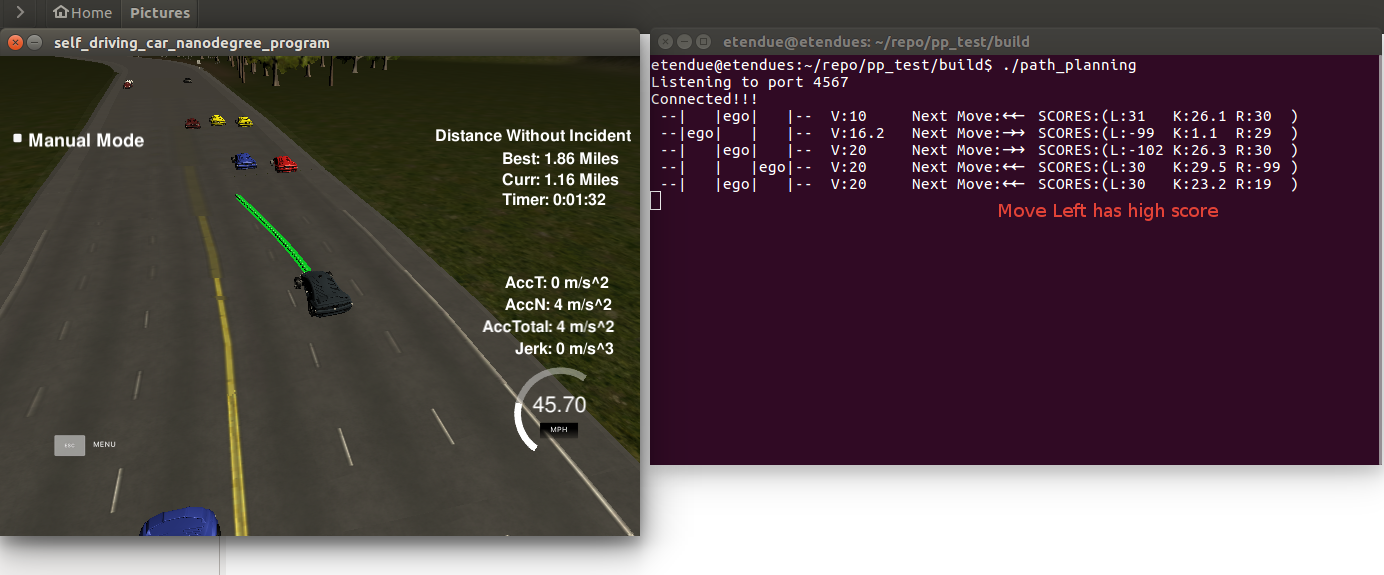 Home Pictures
self_driving_car_nanodegree_program
Manual Mode
Distance Without Incident
Best: 1.86 Miles
Curr: 1.16 Miles
Timer: 0:01:32
AccT: 0 m/s^2
AccN: 4 m/s^2
AccTotal: 4 m/s^2
Jerk: 0 m/s^3
45.70
MPH
ESC MENU
etendue@etendues: ~/repo/pp_test/build
etendue@etendues:~/repo/pp_test/build$ ./path_planning
Listening to port 4567
Connected!!!
--|   |ego|   |--  V:10     Next Move:←←  SCORES:(L:31   K:26.1 R:30  )
--|ego|   |   |--  V:16.2   Next Move:→→  SCORES:(L:-99  K:1.1  R:29  )
--|   |ego|   |--  V:20     Next Move:→→  SCORES:(L:-102 K:26.3 R:30  )
--|   |   |ego|--  V:20     Next Move:←←  SCORES:(L:30   K:29.5 R:-99 )
--|   |ego|   |--  V:20     Next Move:←←  SCORES:(L:30   K:23.2 R:19  )
Move Left has high score